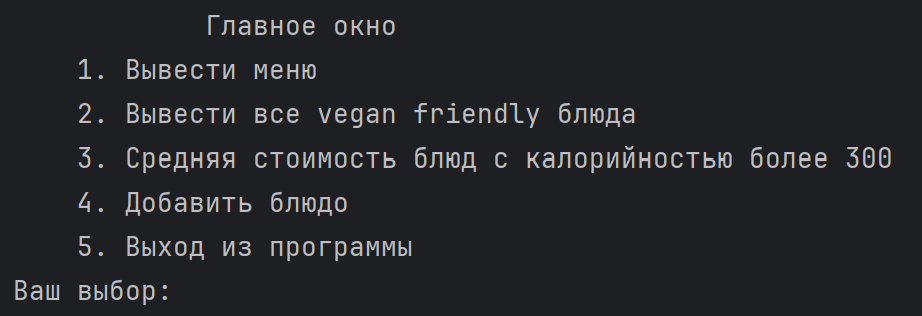 Главное окно
1. Вывести меню
2. Вывести все vegan friendly блюда
3. Средняя стоимость блюд с калорийностью более 300
4. Добавить блюдо
5. Выход из программы
Ваш выбор: